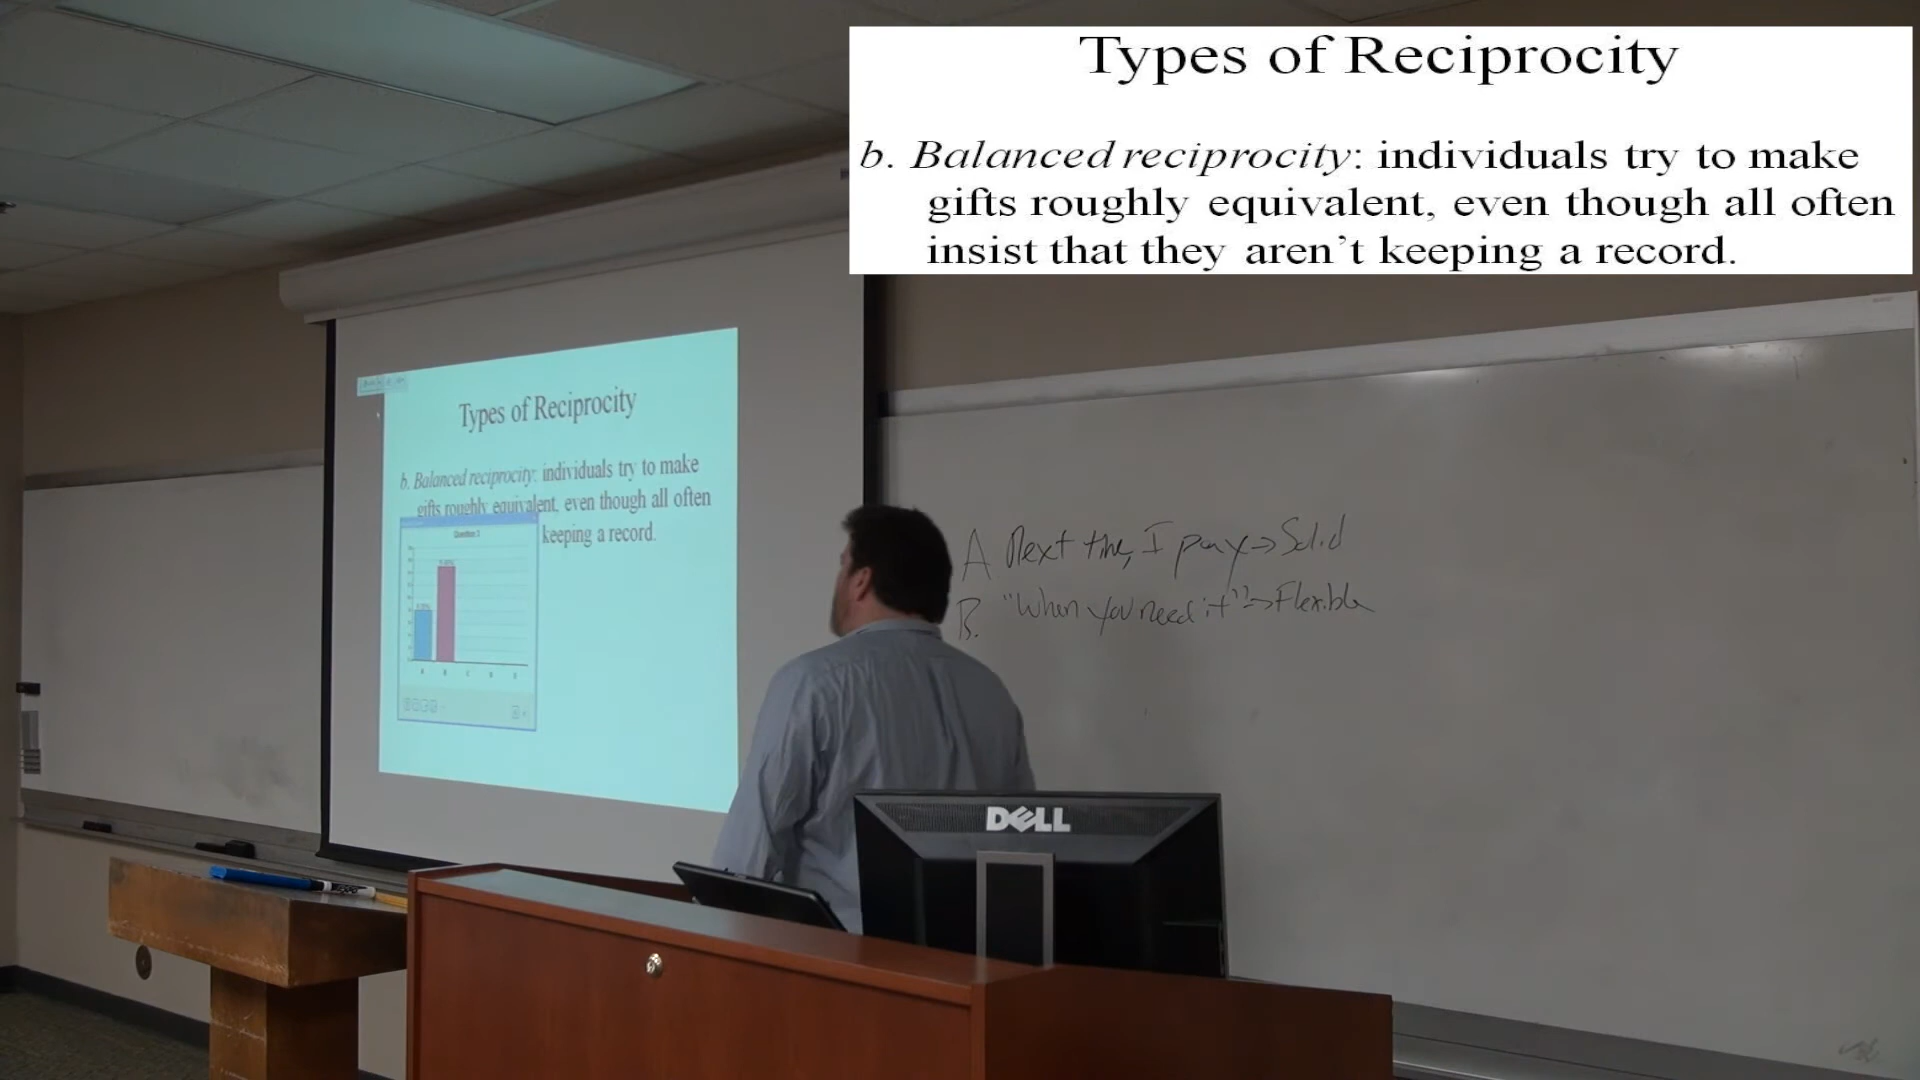 Types of Reciprocity
b. Balanced reciprocity: individuals try to make
gifts roughly equivalent, even though all often
insist that they aren't keeping a record.
Types of Reciprocity
b. Balanced reciprocity: individuals try to make
gifts roughly equivalent, even though all often
keeping a record.
Question 3
A B C D E
A Next time, I pay→Solid
B. "When you need it"→Flexible
DELL